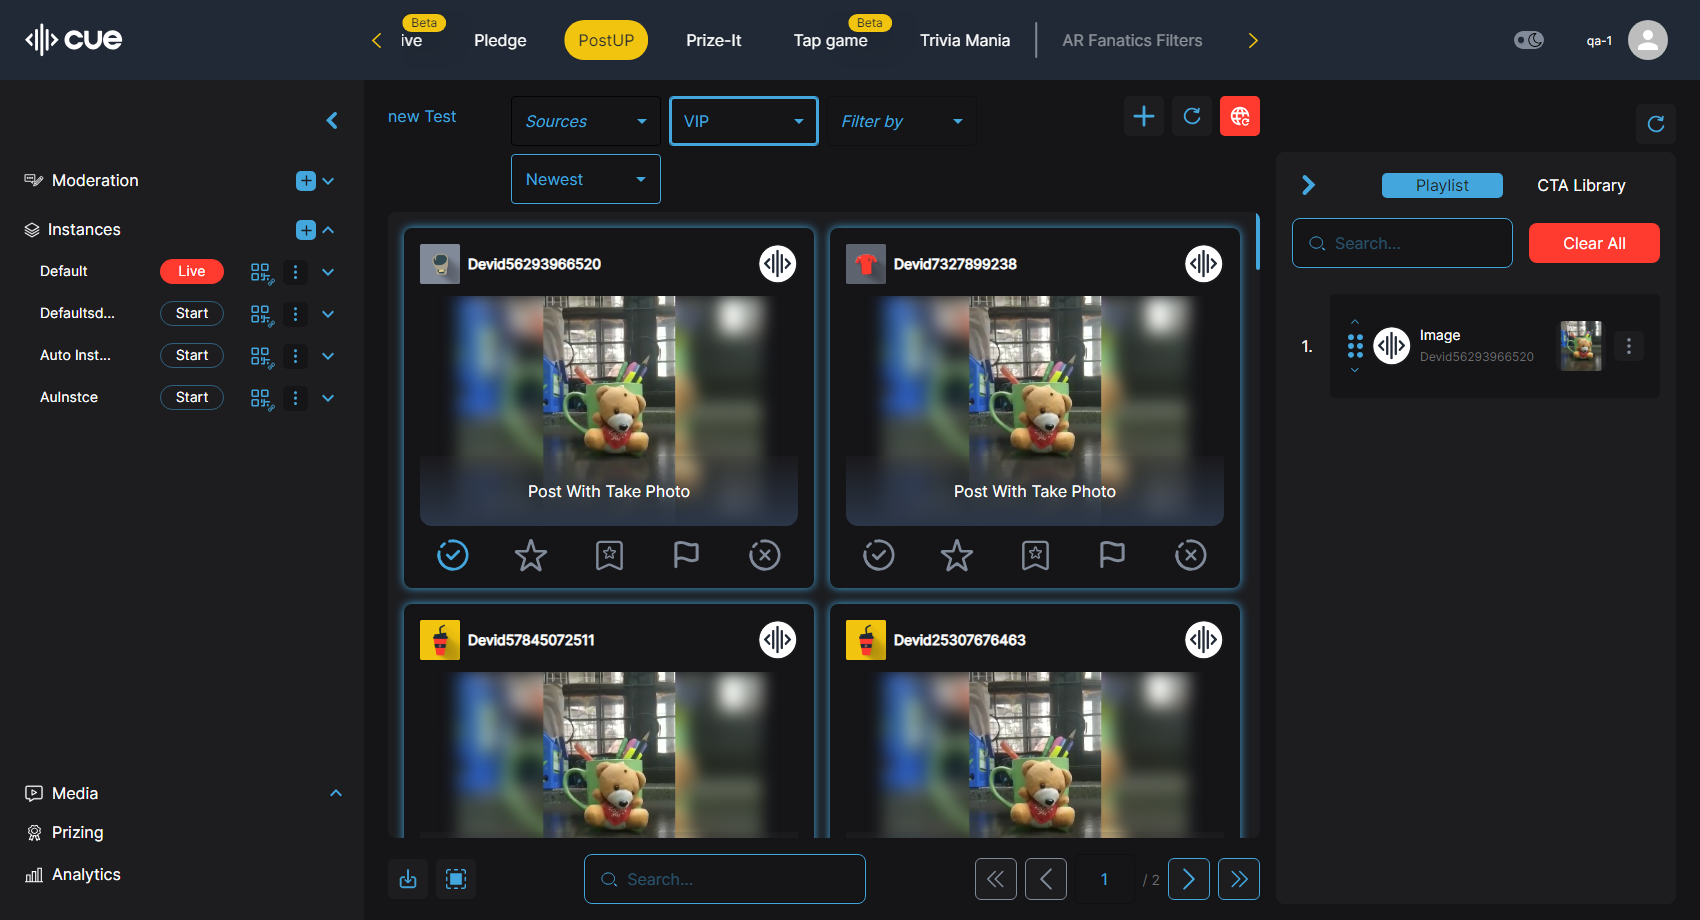 cue
Beta
ive
Pledge
PostUP
Prize-It
Beta
Tap game
Trivia Mania
AR Fanatics Filters
qa-1
Moderation
Instances
Default
Live
Defaultsd...
Start
Auto Inst...
Start
AuInstce
Start
Media
Prizing
Analytics
new Test
Sources
VIP
Filter by
Newest
Devid56293966520
Post With Take Photo
Devid7327899238
Post With Take Photo
Devid57845072511
Devid25307676463
Search...
1
/ 2
Playlist
CTA Library
Search...
Clear All
1.
Image
Devid56293966520